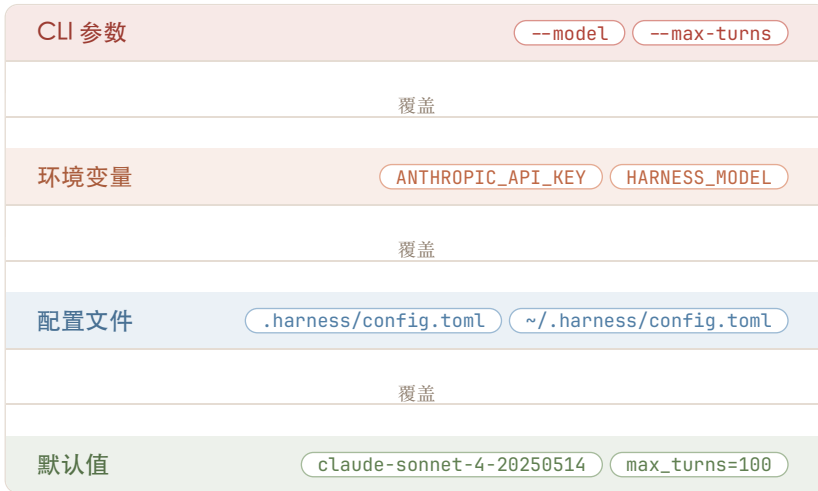 CLI 参数 --model --max-turns
覆盖
环境变量 ANTHROPIC_API_KEY HARNESS_MODEL
覆盖
配置文件 .harness/config.toml ~/.harness/config.toml
覆盖
默认值 claude-sonnet-4-20250514 max_turns=100